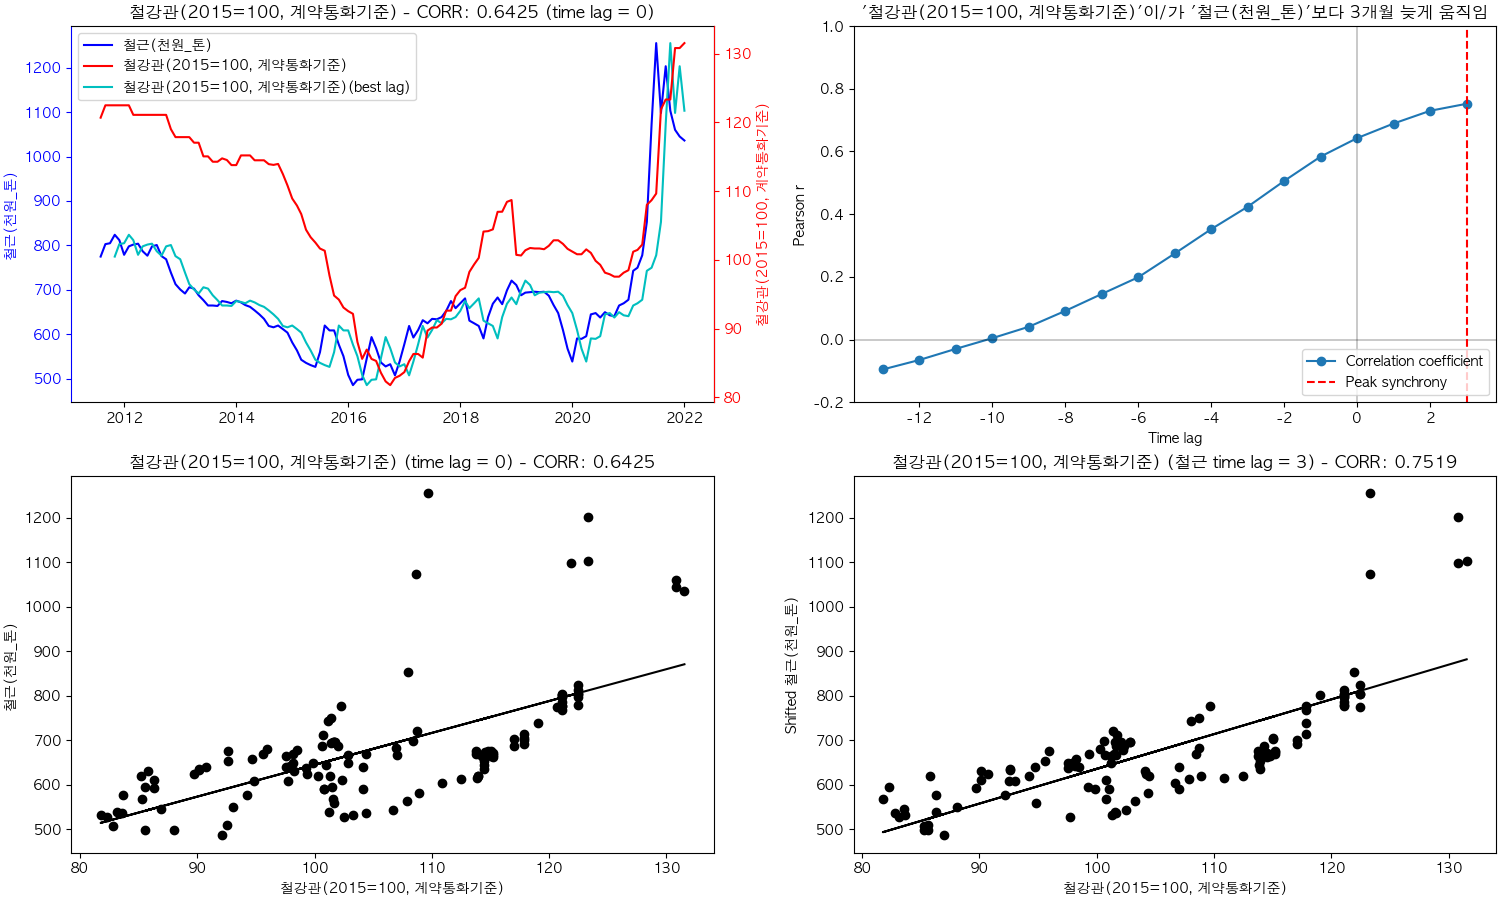 철강관(2015=100, 계약통화기준) - CORR: 0.6425 (time lag = 0)
철근(천원_톤)
철강관(2015=100, 계약통화기준)
철강관(2015=100, 계약통화기준)(best lag)
1200
1100
1000
900
800
700
600
500
철근(천원_톤)
130
120
110
100
90
80
철강관(2015=100, 계약통화기준)
2012 2014 2016 2018 2020 2022
'철강관(2015=100, 계약통화기준)'이/가 '철근(천원_톤)'보다 3개월 늦게 움직임
1.0
0.8
0.6
0.4
0.2
0.0
-0.2
Pearson r
Correlation coefficient
Peak synchrony
-12 -10 -8 -6 -4 -2 0 2
Time lag
철강관(2015=100, 계약통화기준) (time lag = 0) - CORR: 0.6425
1200
1100
1000
900
800
700
600
500
철근(천원_톤)
80 90 100 110 120 130
철강관(2015=100, 계약통화기준)
철강관(2015=100, 계약통화기준) (철근 time lag = 3) - CORR: 0.7519
1200
1100
1000
900
800
700
600
500
Shifted 철근(천원_톤)
80 90 100 110 120 130
철강관(2015=100, 계약통화기준)